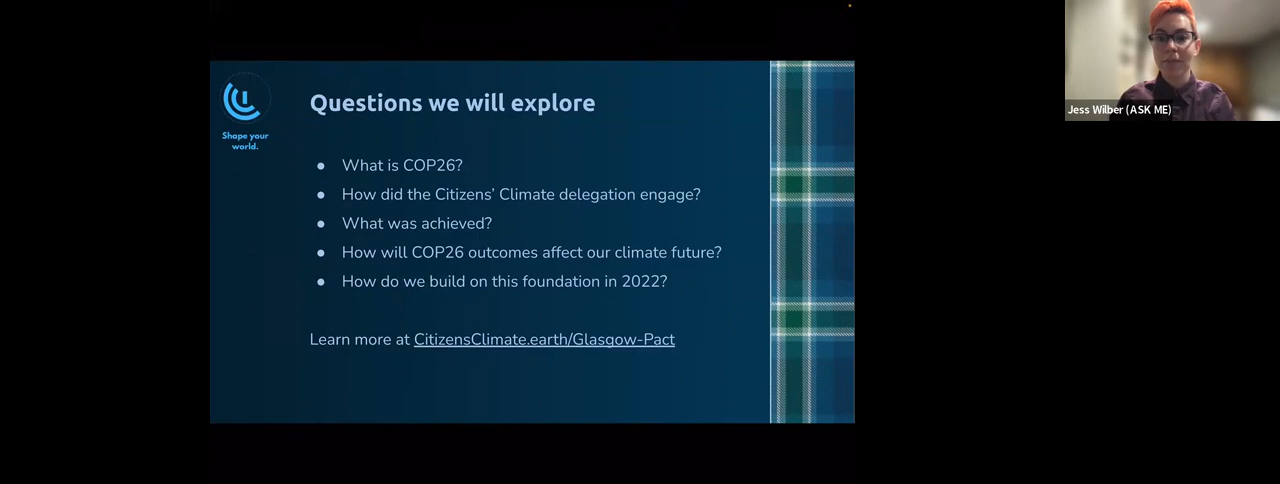 Shape your
world.
Questions we will explore
● What is COP26?
● How did the Citizens’ Climate delegation engage?
● What was achieved?
● How will COP26 outcomes affect our climate future?
● How do we build on this foundation in 2022?
Learn more at CitizensClimate.earth/Glasgow-Pact
Jess Wilber (ASK ME)